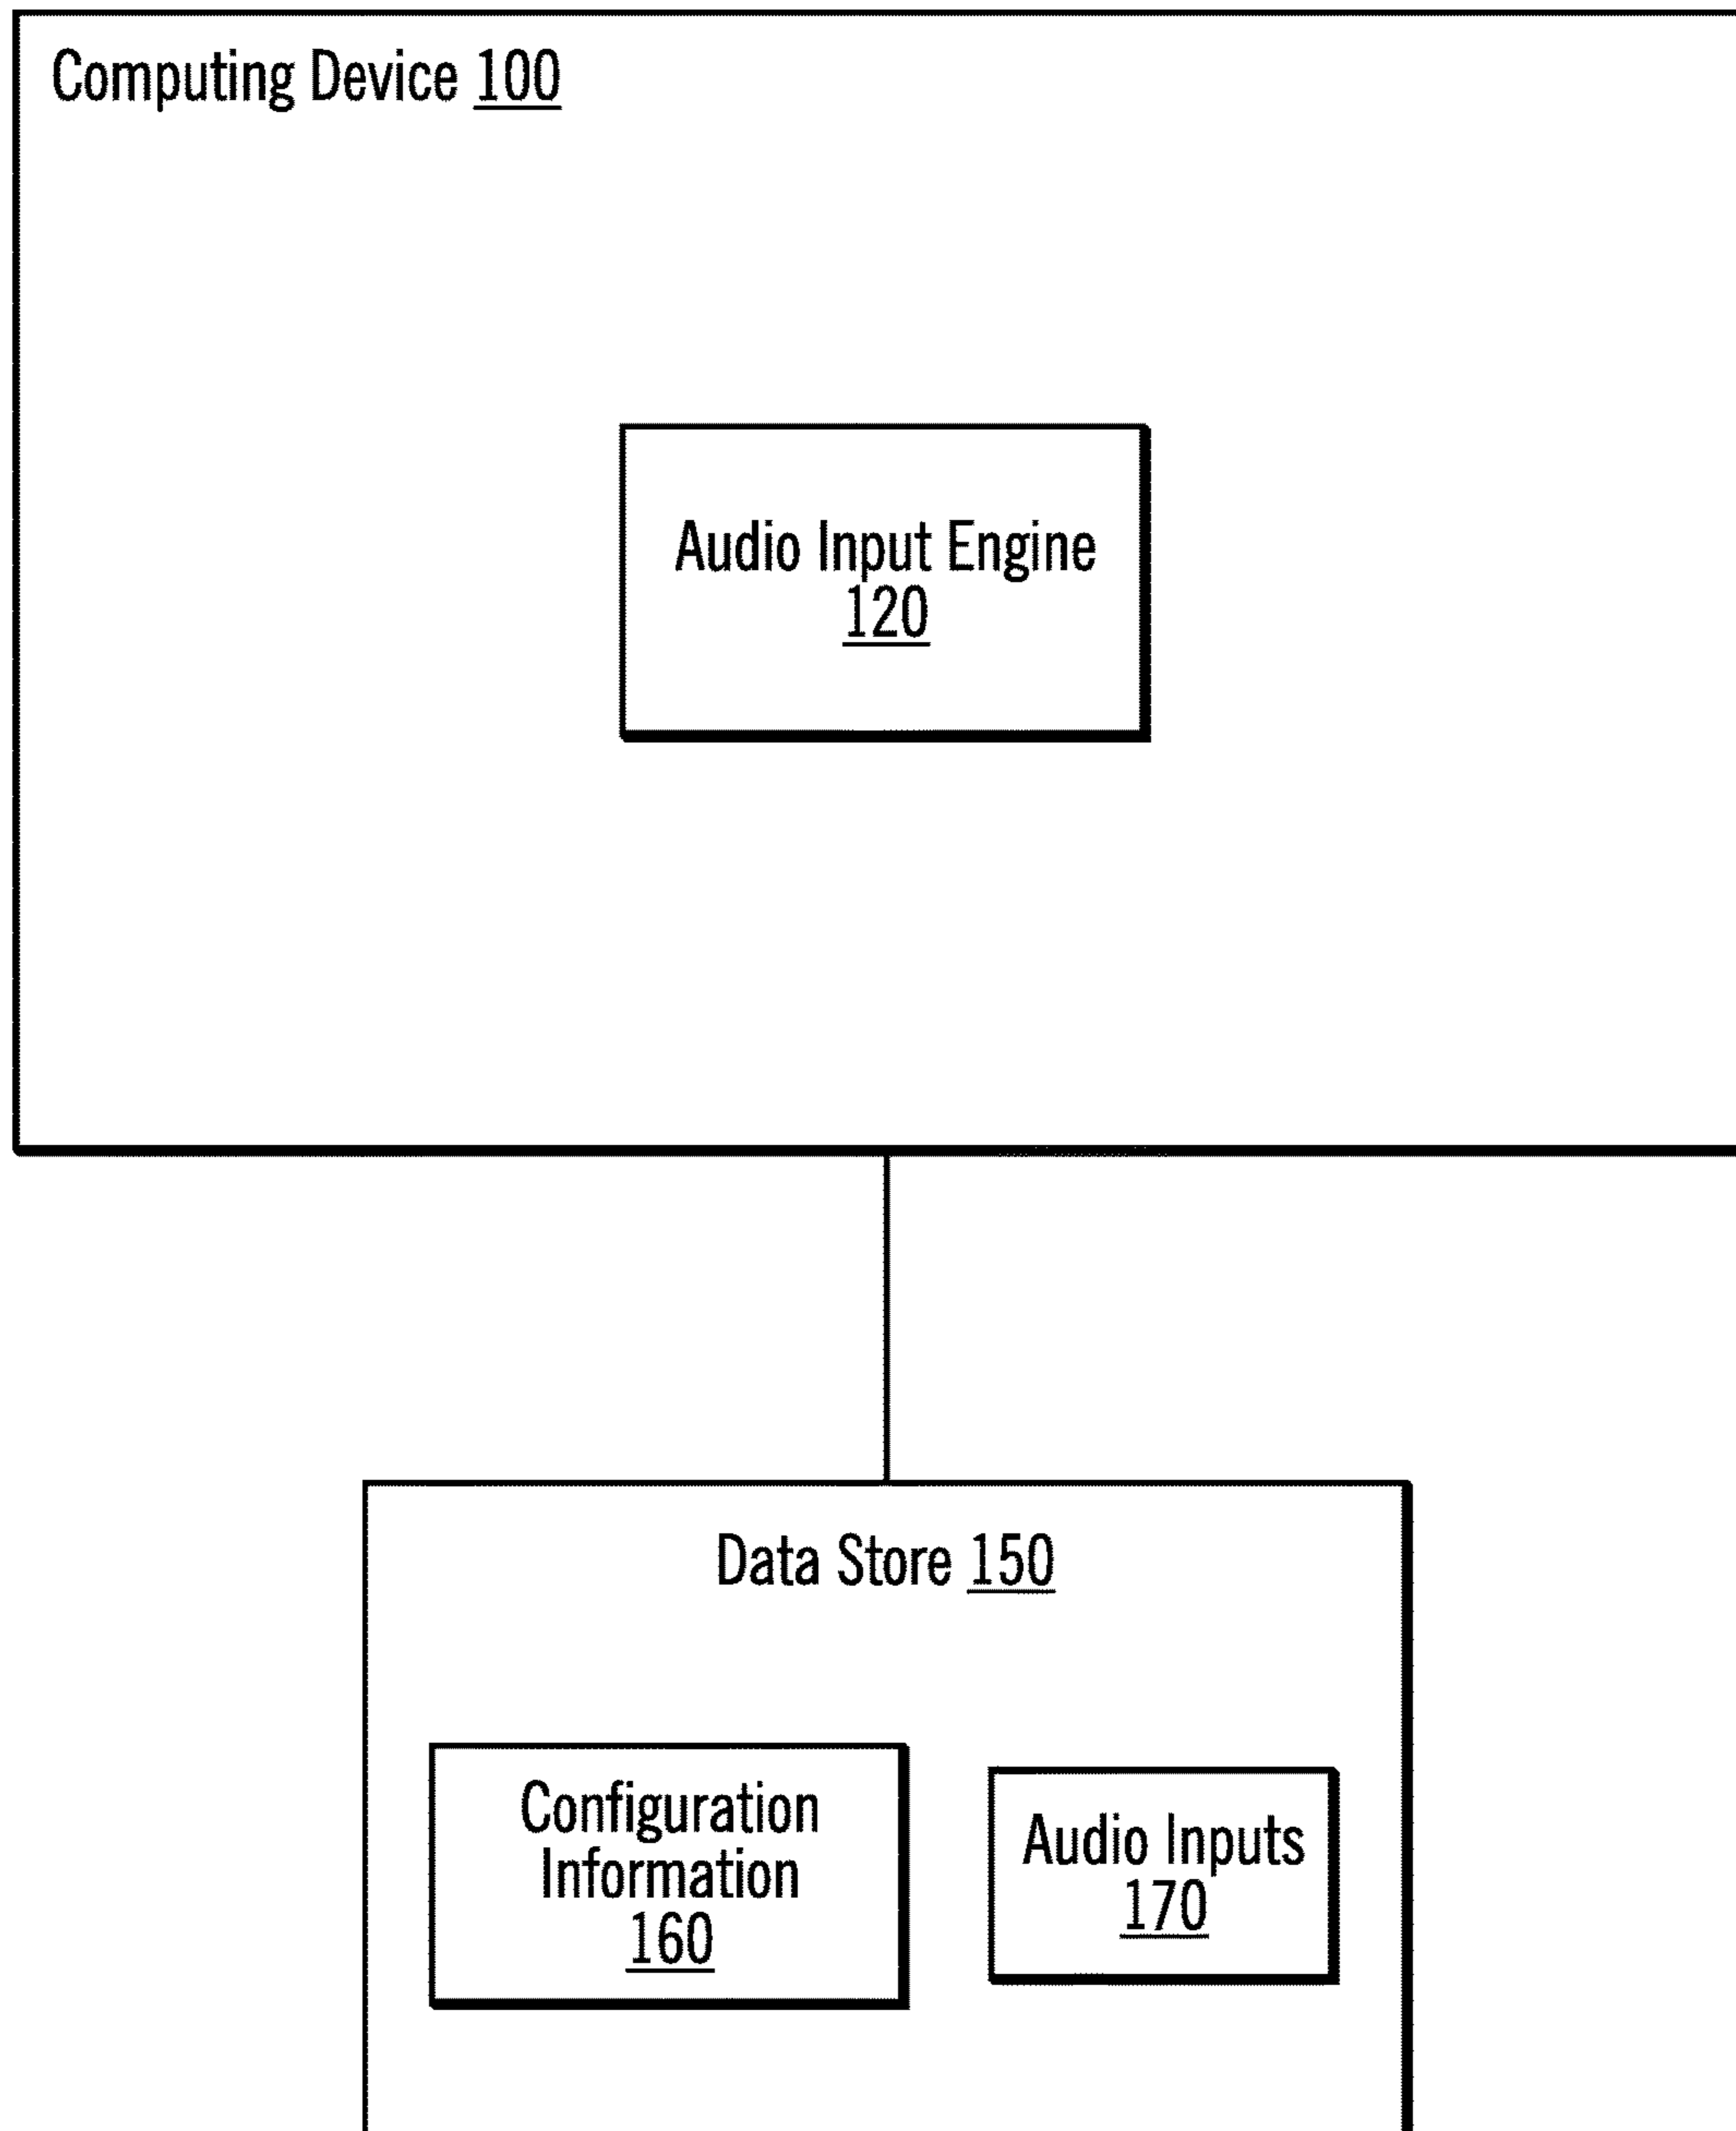 Computing Device 100
Audio Input Engine
120
Data Store 150
Configuration
Information
160
Audio Inputs
170